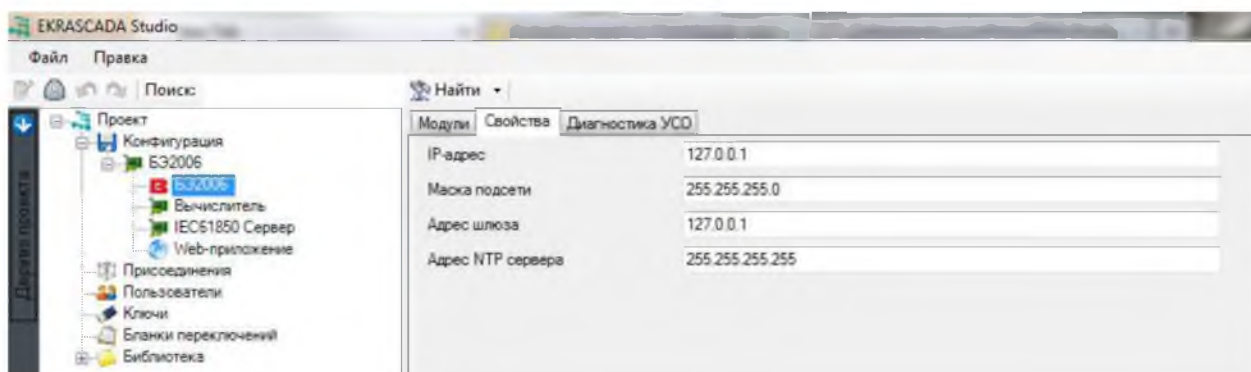 EKRASCADA Studio
Файл Правка
Поиск:
Найти
Дерево проекта
Проект
Конфигурация
БЭ2006
БЭ2006
Вычислитель
IEC61850 Сервер
Web-приложение
Присоединения
Пользователи
Ключи
Бланки переключений
Библиотека
Модули Свойства Диагностика УСО
IP-адрес 127.0.0.1
Маска подсети 255.255.255.0
Адрес шлюза 127.0.0.1
Адрес NTP сервера 255.255.255.255